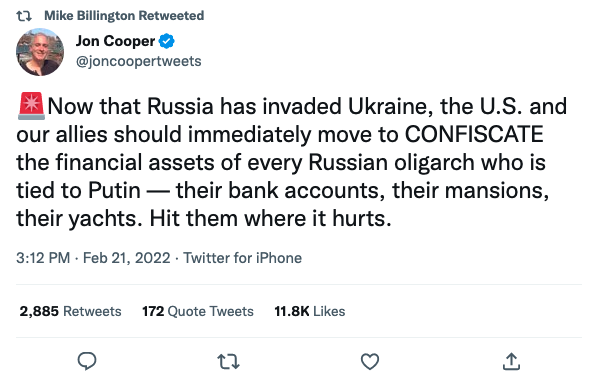 Mike Billington Retweeted
Jon Cooper
@joncoopertweets
🚨Now that Russia has invaded Ukraine, the U.S. and
our allies should immediately move to CONFISCATE
the financial assets of every Russian oligarch who is
tied to Putin — their bank accounts, their mansions,
their yachts. Hit them where it hurts.
3:12 PM · Feb 21, 2022 · Twitter for iPhone
2,885 Retweets 172 Quote Tweets 11.8K Likes